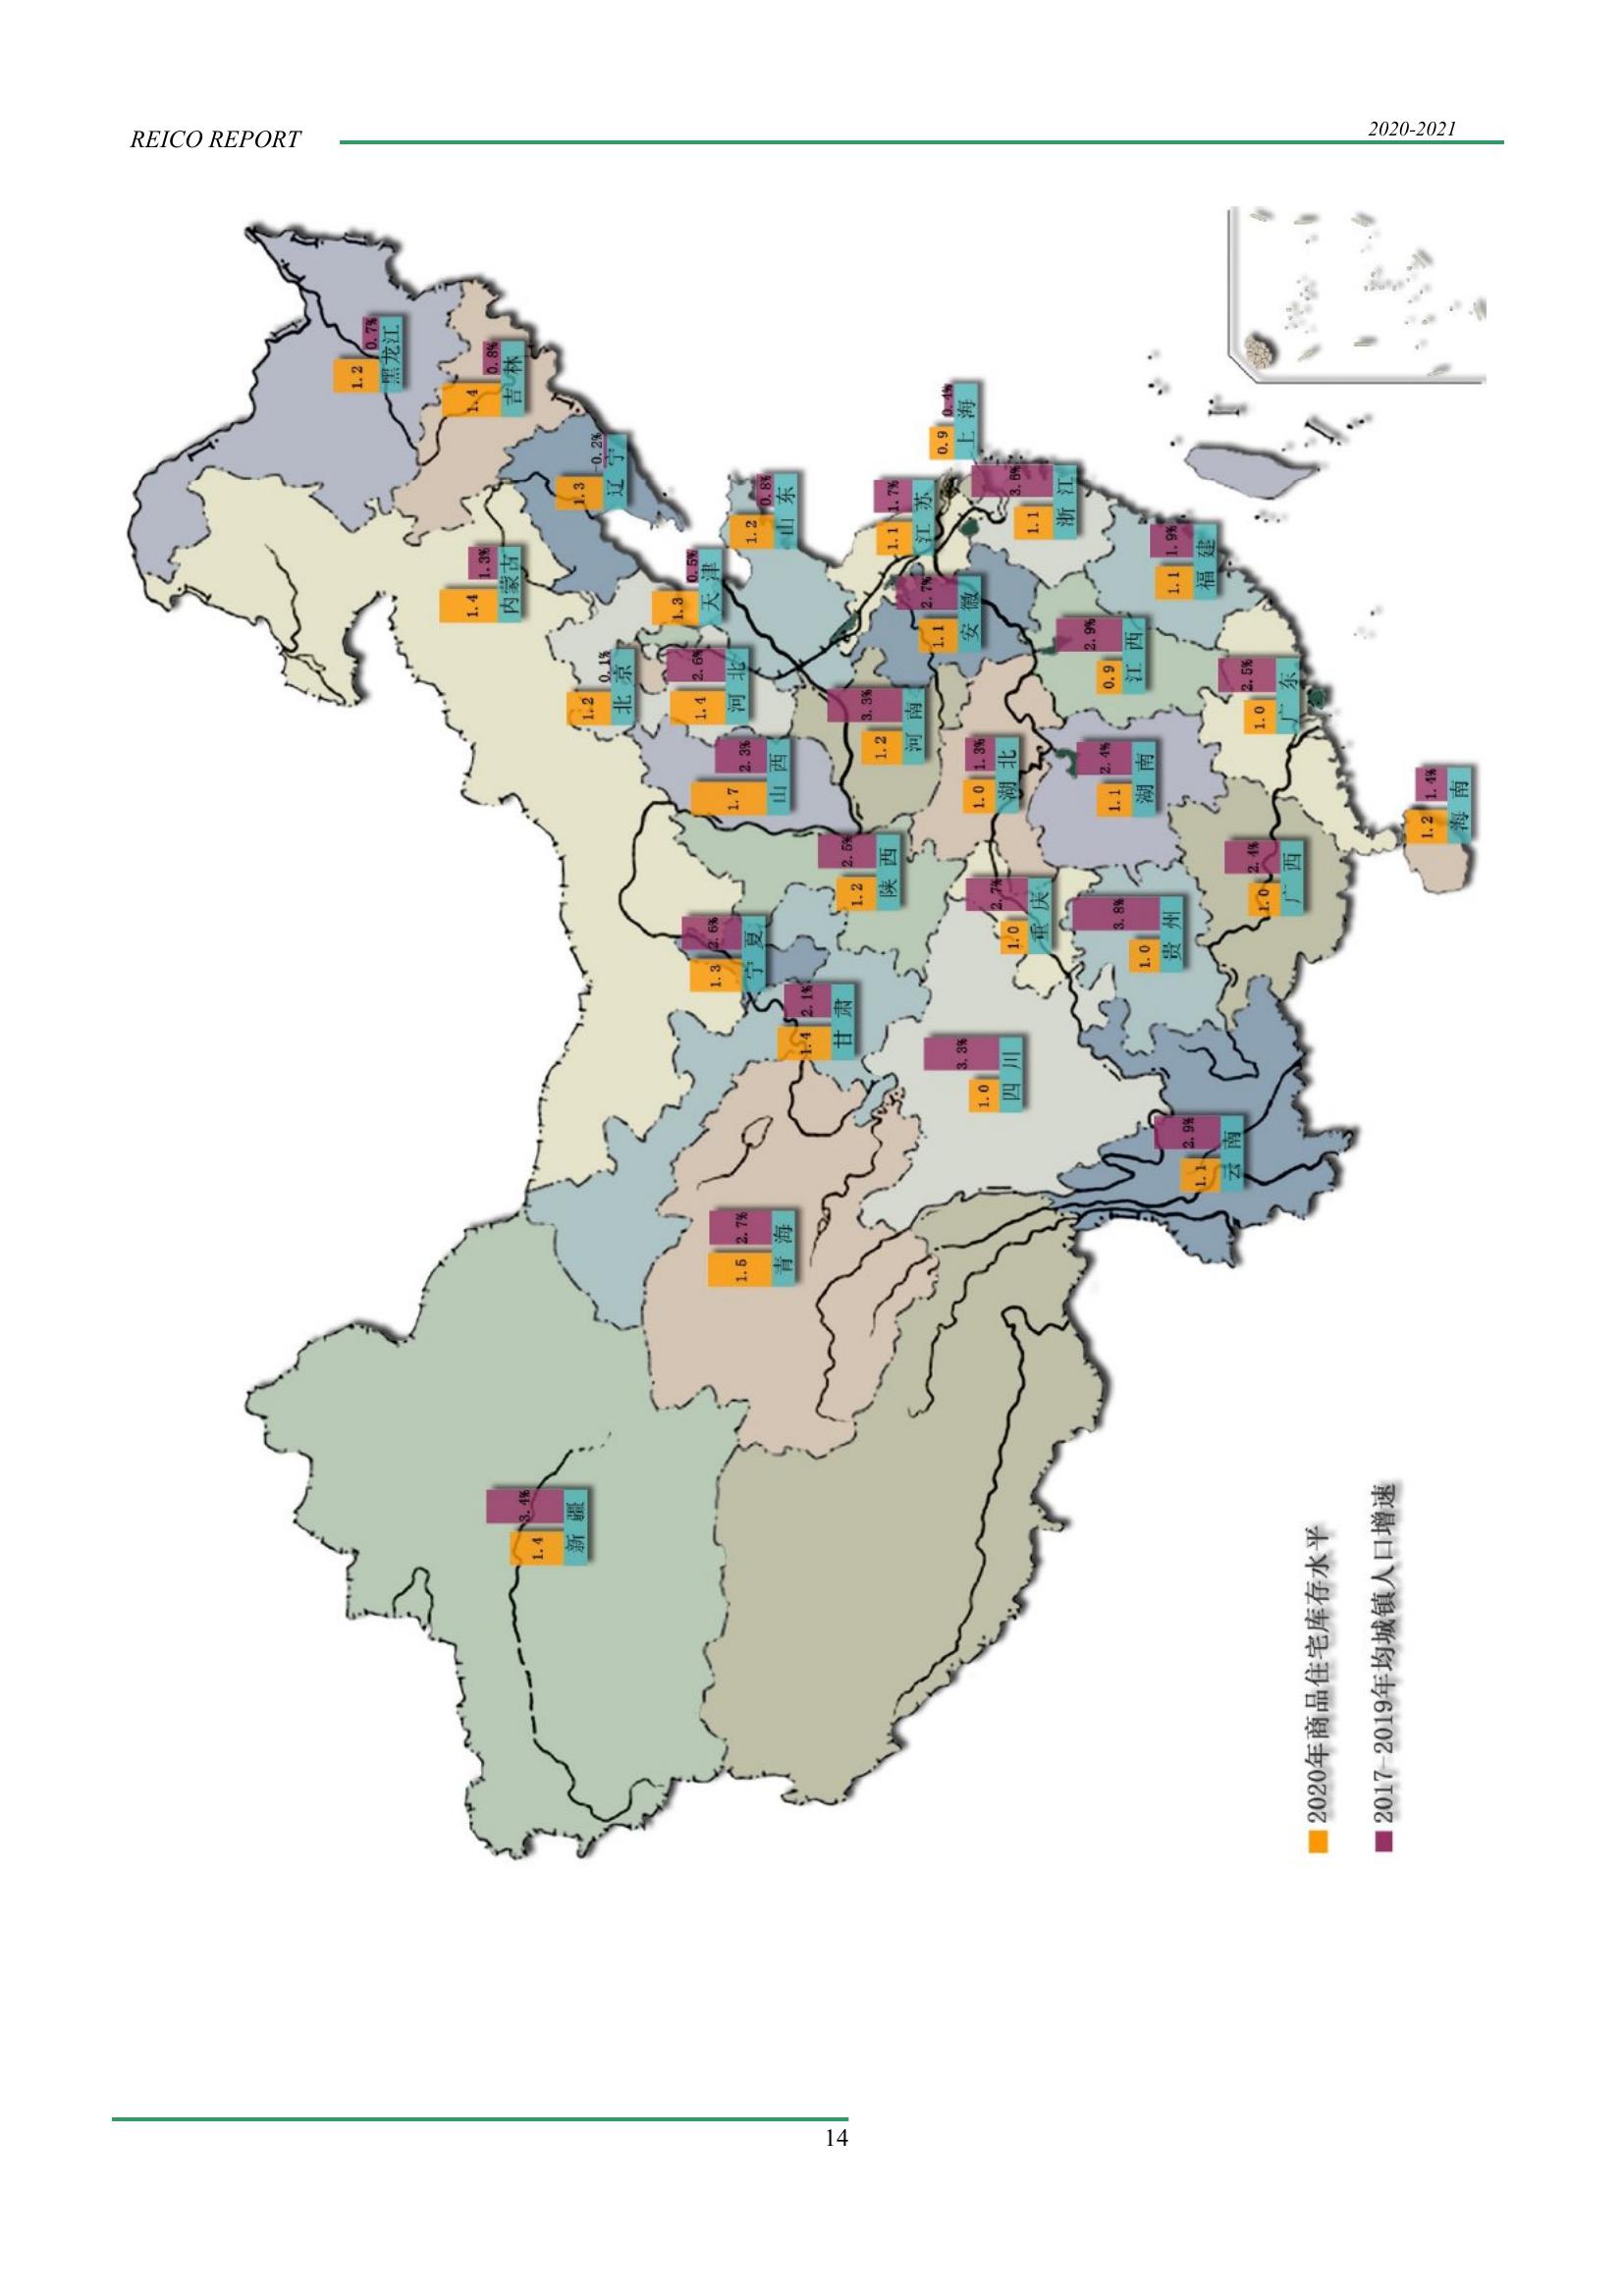 REICO REPORT
2020-2021
0.7%
1.2
黑龙江
0.8%
1.4
吉林
0.2%
1.3
辽宁
1.3%
1.4
内蒙古
0.1%
1.2
北京
0.5%
1.3
天津
2.6%
1.4
河北
0.8%
1.2
山东
2.3%
1.7
山西
0.4%
0.9
上海
1.7%
1.1
江苏
3.6%
1.1
浙江
2.7%
1.1
安徽
1.9%
1.1
福建
2.9%
0.9
江西
3.3%
1.2
河南
1.3%
1.0
湖北
2.4%
1.1
湖南
2.5%
1.0
广东
2.4%
1.0
广西
1.4%
1.2
海南
2.5%
1.2
陕西
2.6%
1.3
宁夏
2.1%
1.4
甘肃
2.7%
1.0
重庆
3.8%
1.0
贵州
3.3%
1.0
四川
2.9%
1.1
云南
2.7%
1.5
青海
3.4%
1.4
新疆
2020年商品住宅库存水平
2017-2019年均城镇人口增速
14